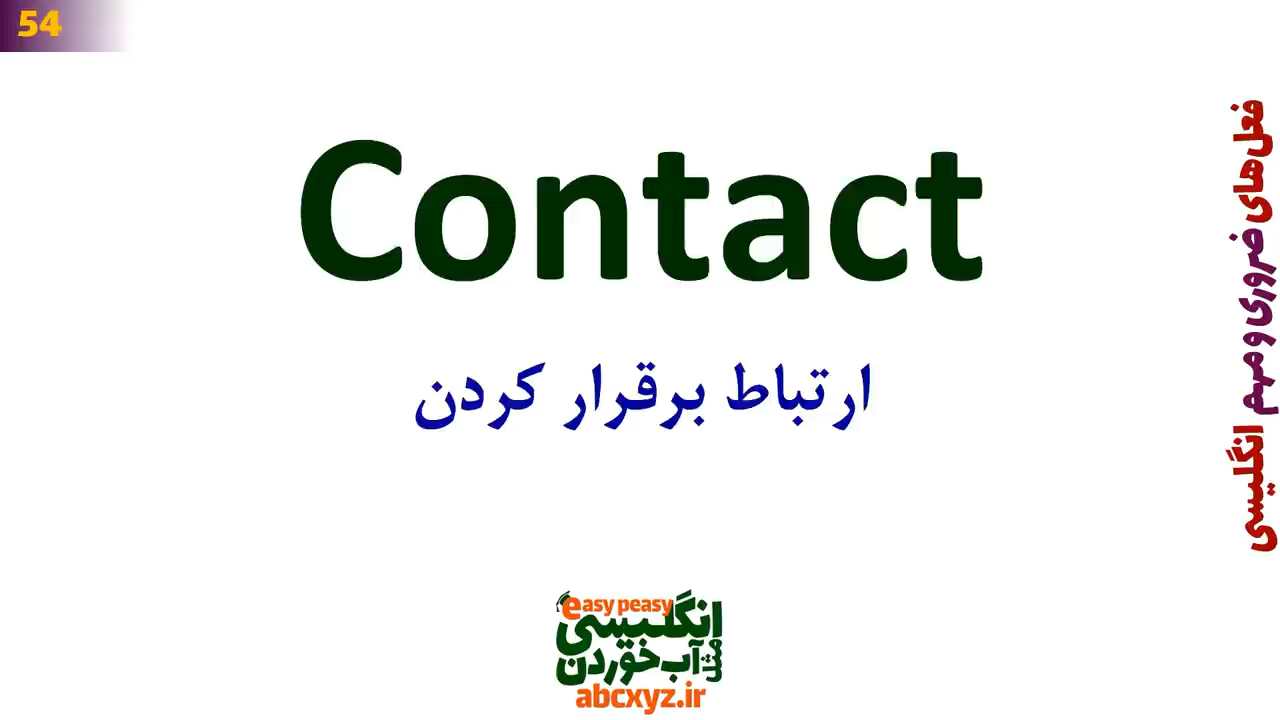 54
Contact
ارتباط برقرار کردن
فعل‌های ضروری و مهم انگلیسی
easy peasy
انگلیسی
مثل آب خوردن
abcxyz.ir